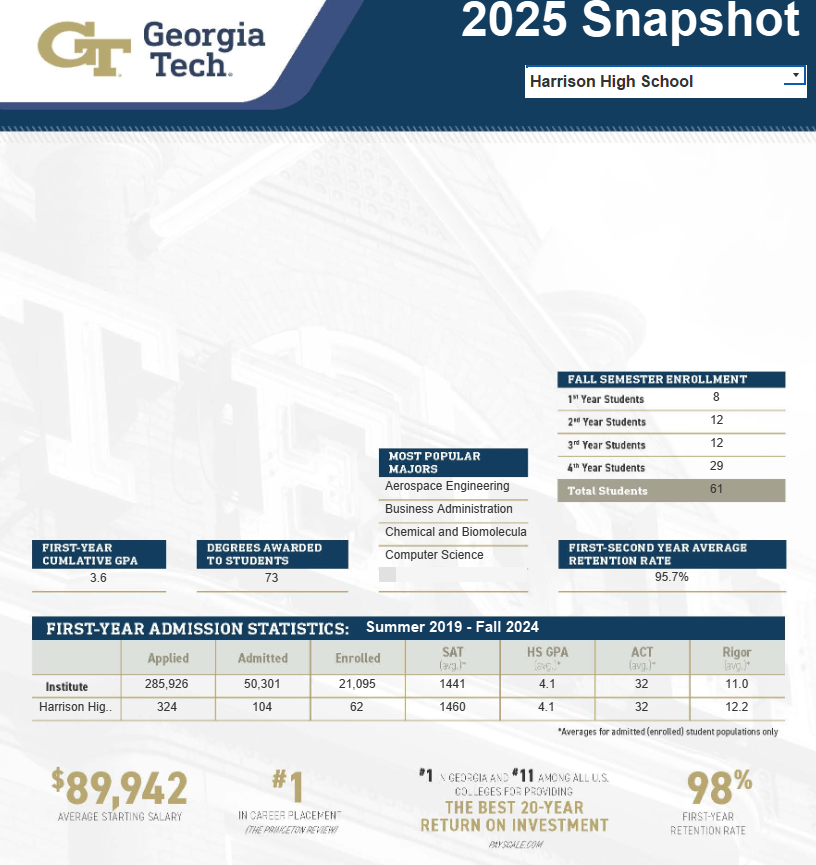 2025 Snapshot
GT Georgia
Tech.
Harrison High School
FALL SEMESTER ENROLLMENT
1st Year Students 8
2nd Year Students 12
3rd Year Students 12
4th Year Students 29
Total Students 61
MOST POPULAR
MAJORS
Aerospace Engineering
Business Administration
Chemical and Biomolecula
Computer Science
FIRST-YEAR
CUMLATIVE GPA
3.6
DEGREES AWARDED
TO STUDENTS
73
FIRST-SECOND YEAR AVERAGE
RETENTION RATE
95.7%
FIRST-YEAR ADMISSION STATISTICS: Summer 2019 - Fall 2024
Applied Admitted Enrolled SAT (avg.)* HS GPA (avg.)* ACT (avg.)* Rigor (avg.)*
Institute 285,926 50,301 21,095 1441 4.1 32 11.0
Harrison Hig.. 324 104 62 1460 4.1 32 12.2
*Averages for admitted (enrolled) student populations only
$89,942
AVERAGE STARTING SALARY
#1
IN CAREER PLACEMENT
(THE PRINCETON REVIEW)
#1 IN GEORGIA AND #11 AMONG ALL U.S.
COLLEGES FOR PROVIDING
THE BEST 20-YEAR
RETURN ON INVESTMENT
PAYSCALE.COM
98%
FIRST-YEAR
RETENTION RATE